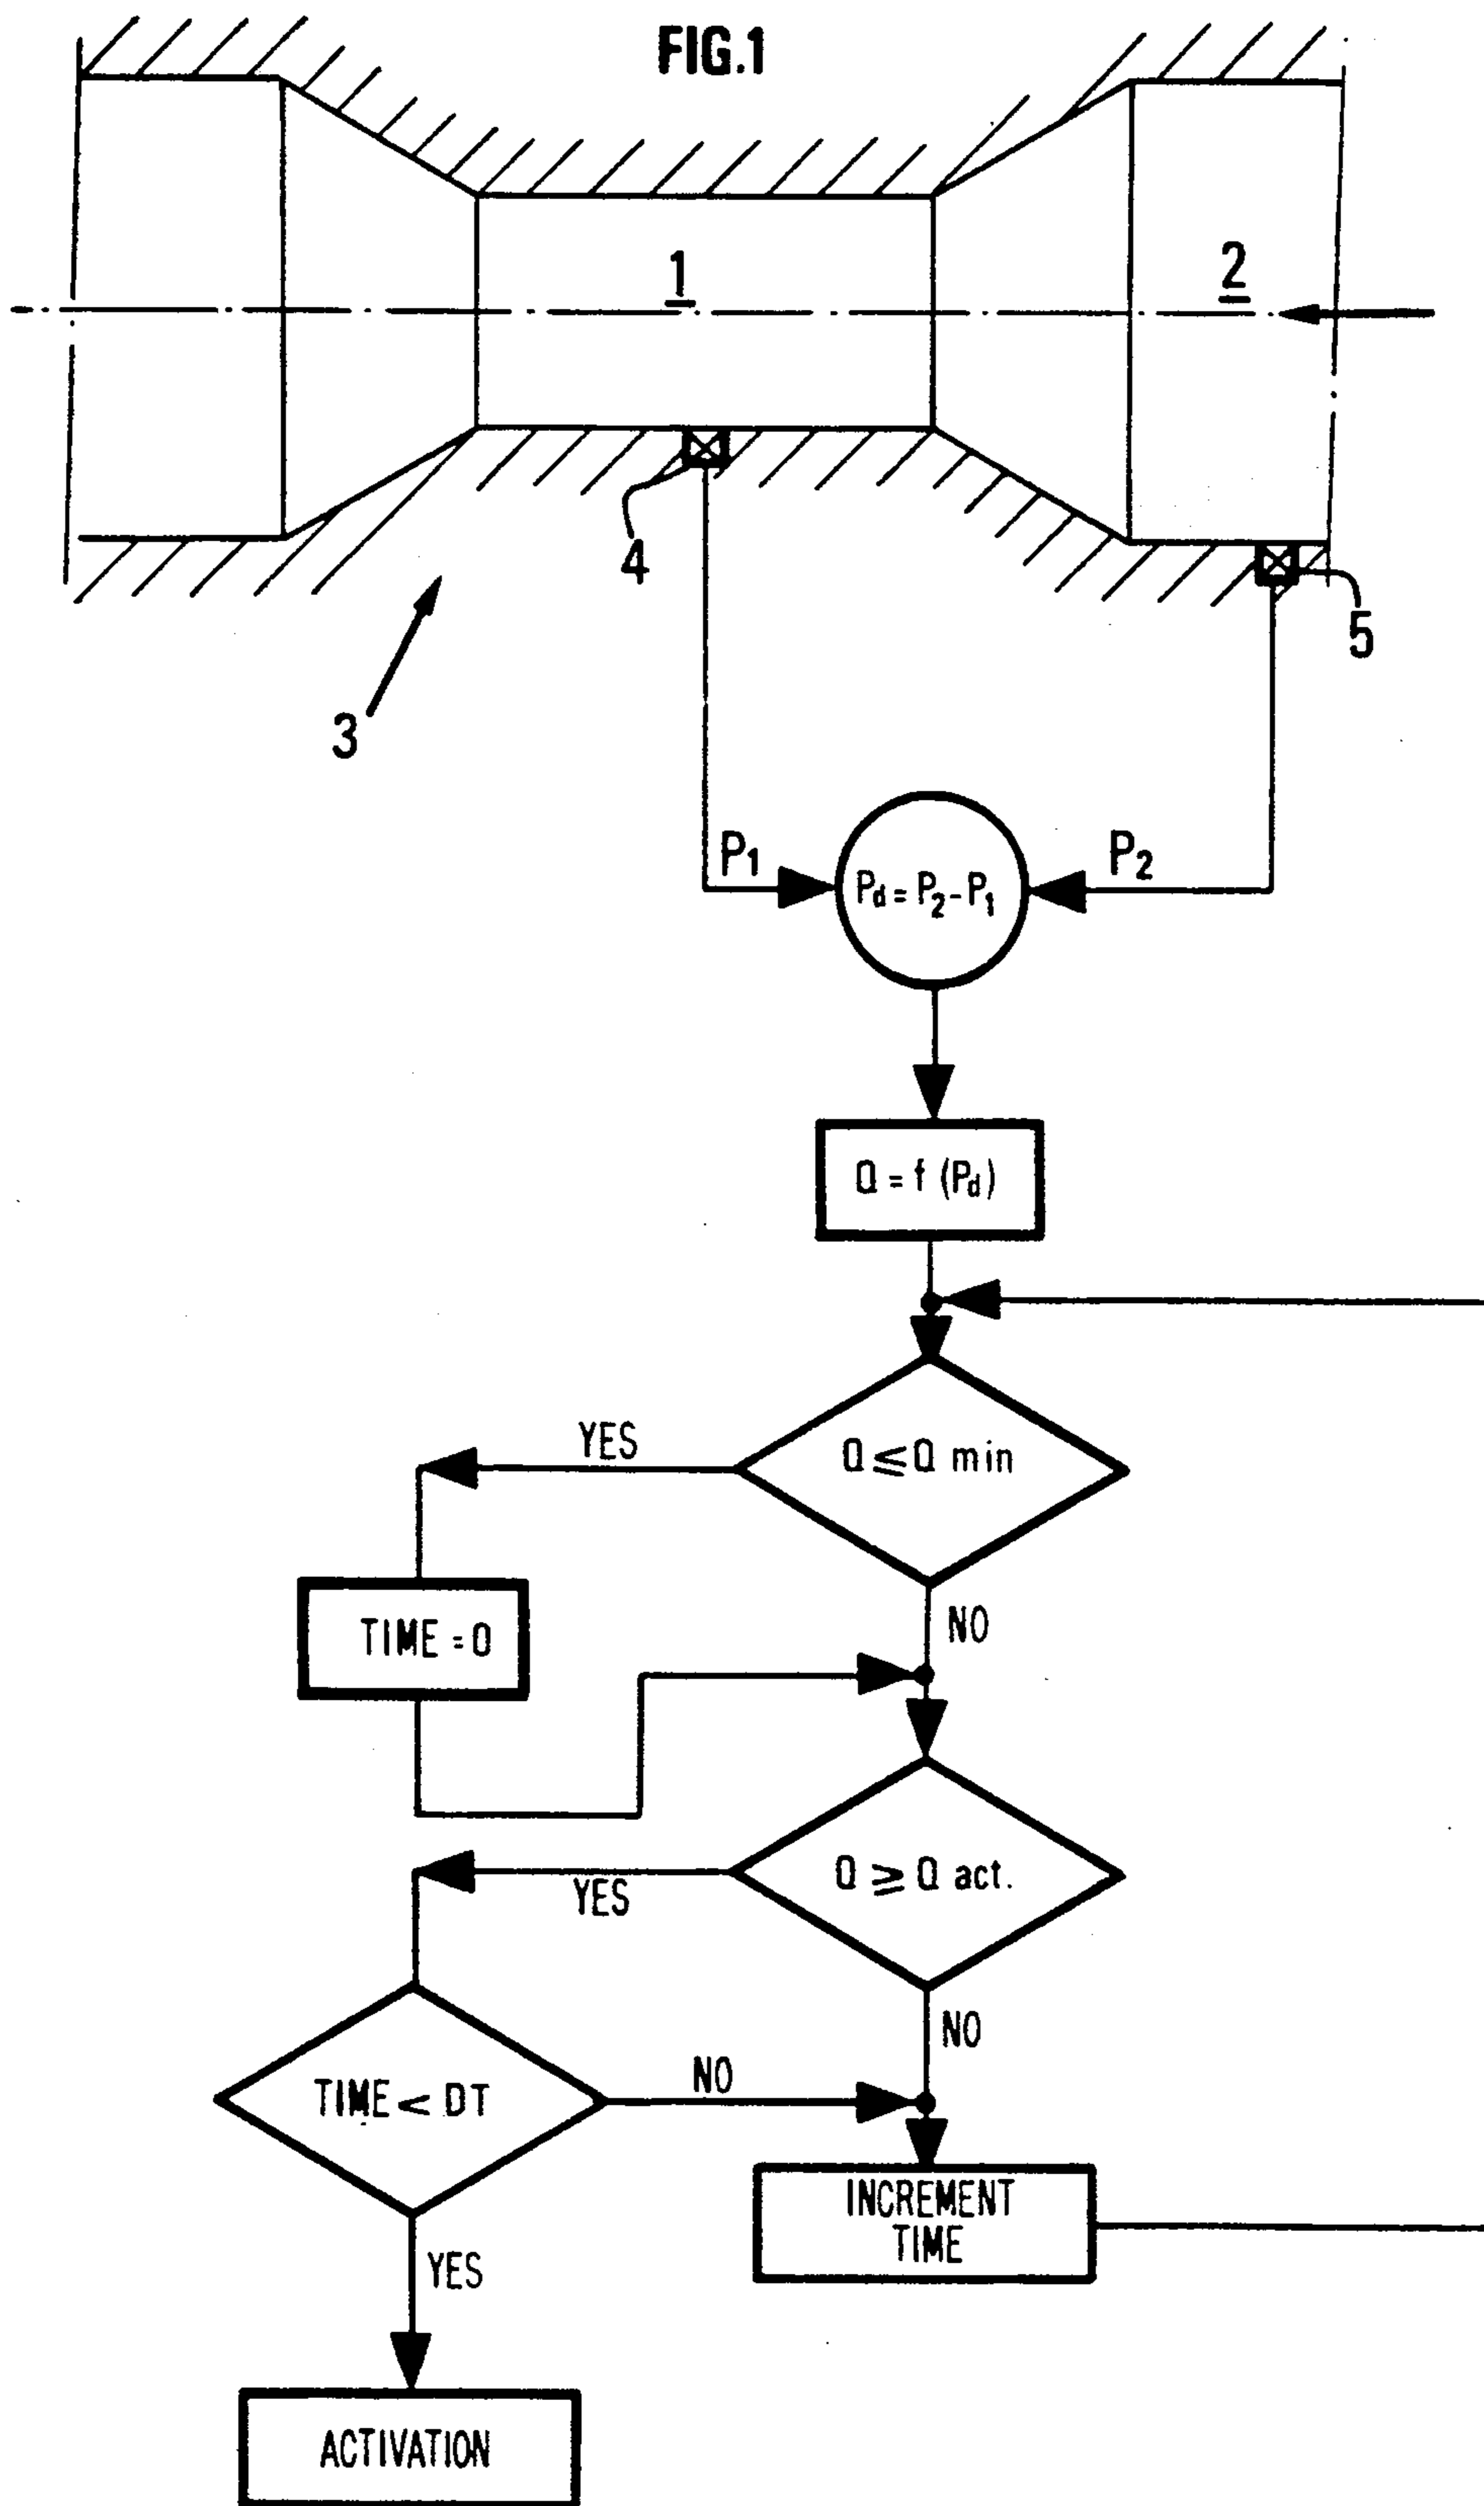 FIG.1
1
2
4
5
3
P1
P2
Pd = P2 - P1
Q = f (Pd)
YES
Q ≤ Q min
NO
TIME = 0
Q ≥ Q act.
YES
NO
TIME < DT
NO
INCREMENT
TIME
YES
ACTIVATION